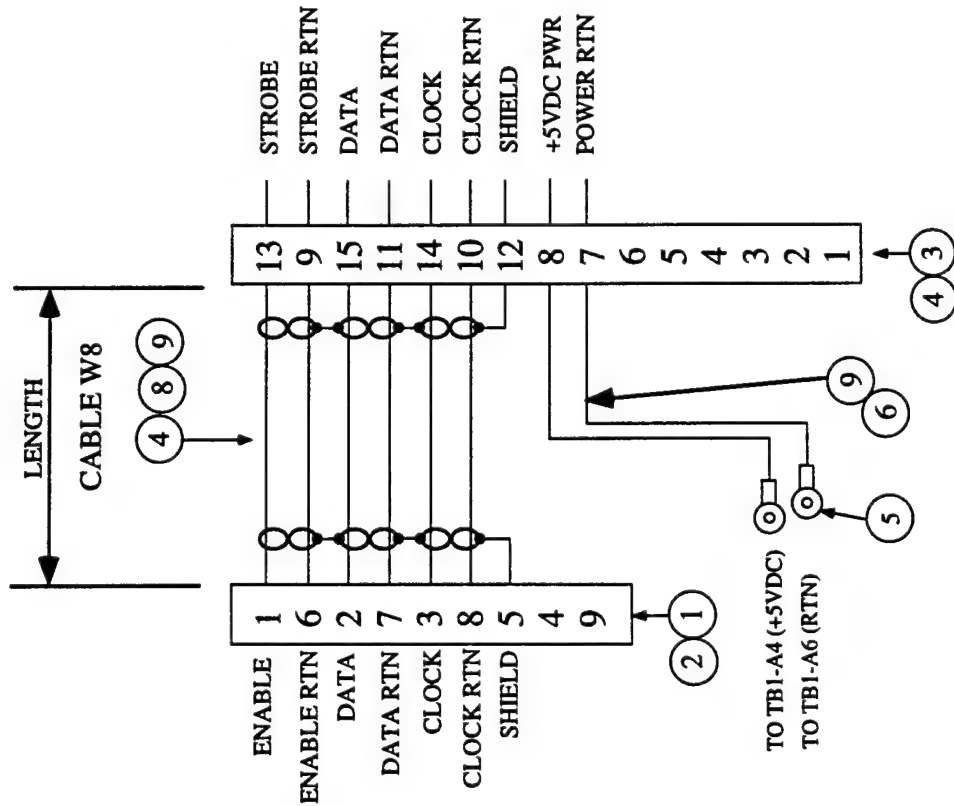 LENGTH
CABLE W8
4 8 9
ENABLE
ENABLE RTN
DATA
DATA RTN
CLOCK
CLOCK RTN
SHIELD
1
6
2
7
3
8
5
4
9
2 1
13
9
15
11
14
10
12
8
7
6
5
4
3
2
1
STROBE
STROBE RTN
DATA
DATA RTN
CLOCK
CLOCK RTN
SHIELD
+5VDC PWR
POWER RTN
4 3
9
6
5
TO TB1-A4 (+5VDC)
TO TB1-A6 (RTN)